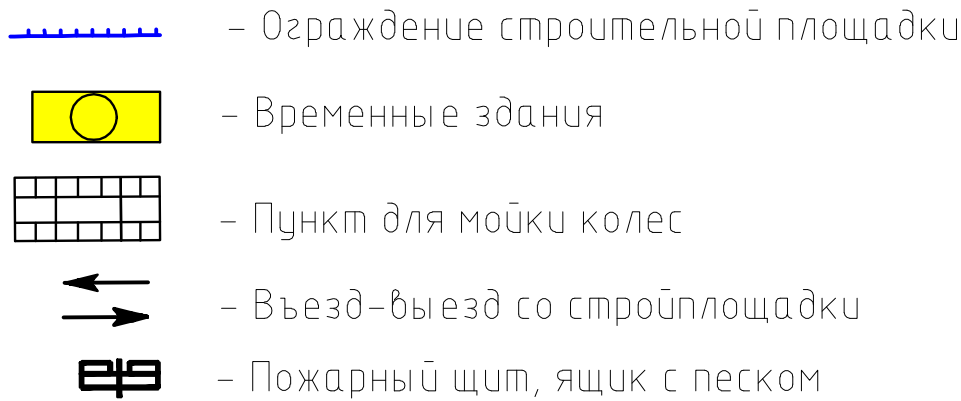 – Ограждение строительной площадки
– Временные здания
– Пункт для мойки колес
– Въезд-выезд со стройплощадки
– Пожарный щит, ящик с песком